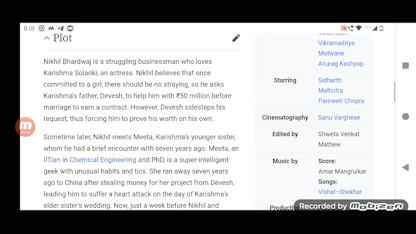 8:18
Plot
Nikhil Bhardwaj is a struggling businessman who loves
Karishma Solanki, an actress. Nikhil believes that once
committed to a girl, there should be no straying, so he asks
Karishma's father, Devesh, to help him with ₹50 million before
marriage to earn a contract. However, Devesh sidesteps his
request, thus forcing him to prove his worth on his own.
Sometime later, Nikhil meets Meeta, Karishma's younger sister,
whom he had a brief encounter with seven years ago. Meeta, an
IITian in Chemical Engineering and PhD, is a super-intelligent
geek with unusual habits and tics. She ran away seven years
ago to China after stealing money for her project from Devesh,
leading him to suffer a heart attack on the day of Karishma's
elder sister's wedding. Now, just a week before Nikhil and
Vikramaditya
Motwane
Anurag Kashyap
Starring
Sidharth
Malhotra
Parineeti Chopra
Cinematography
Sanu Varghese
Edited by
Shweta Venkat
Mathew
Music by
Score:
Amar Mangrulkar
Songs:
Vishal–Shekhar
Recorded by
mobizen